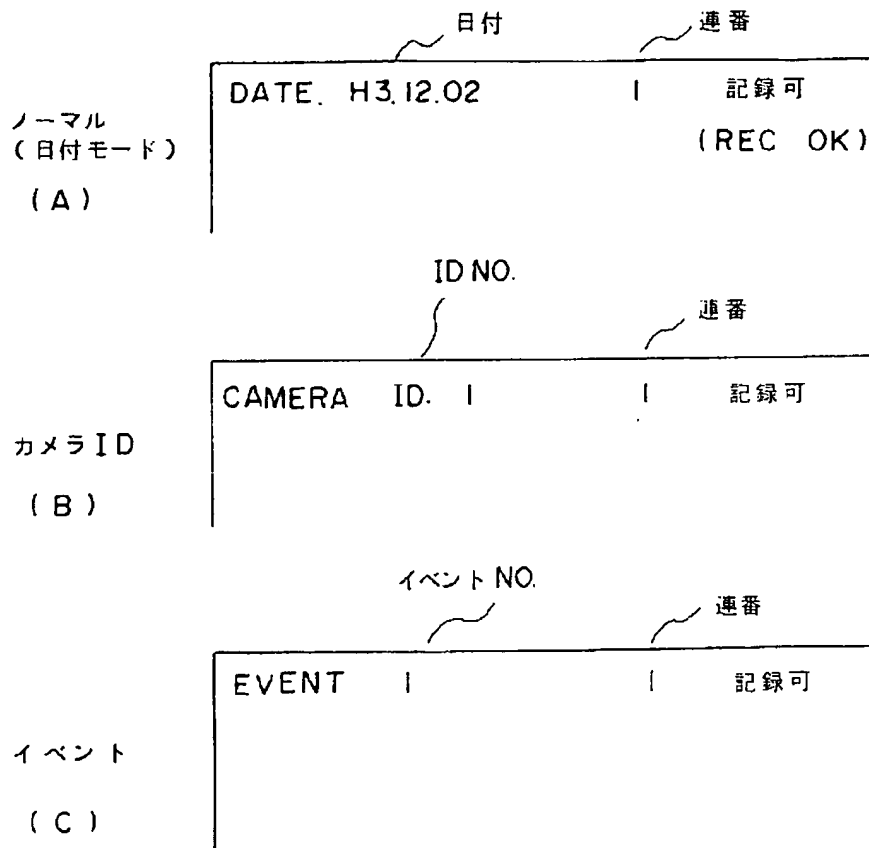 日付 連番
DATE. H3.12.02 1 記録可
ノーマル
(日付モード) (REC OK)
(A)
ID NO.
連番
CAMERA ID. 1 1 記録可
カメラID
(B)
イベントNO.
連番
EVENT 1 1 記録可
イベント
(C)